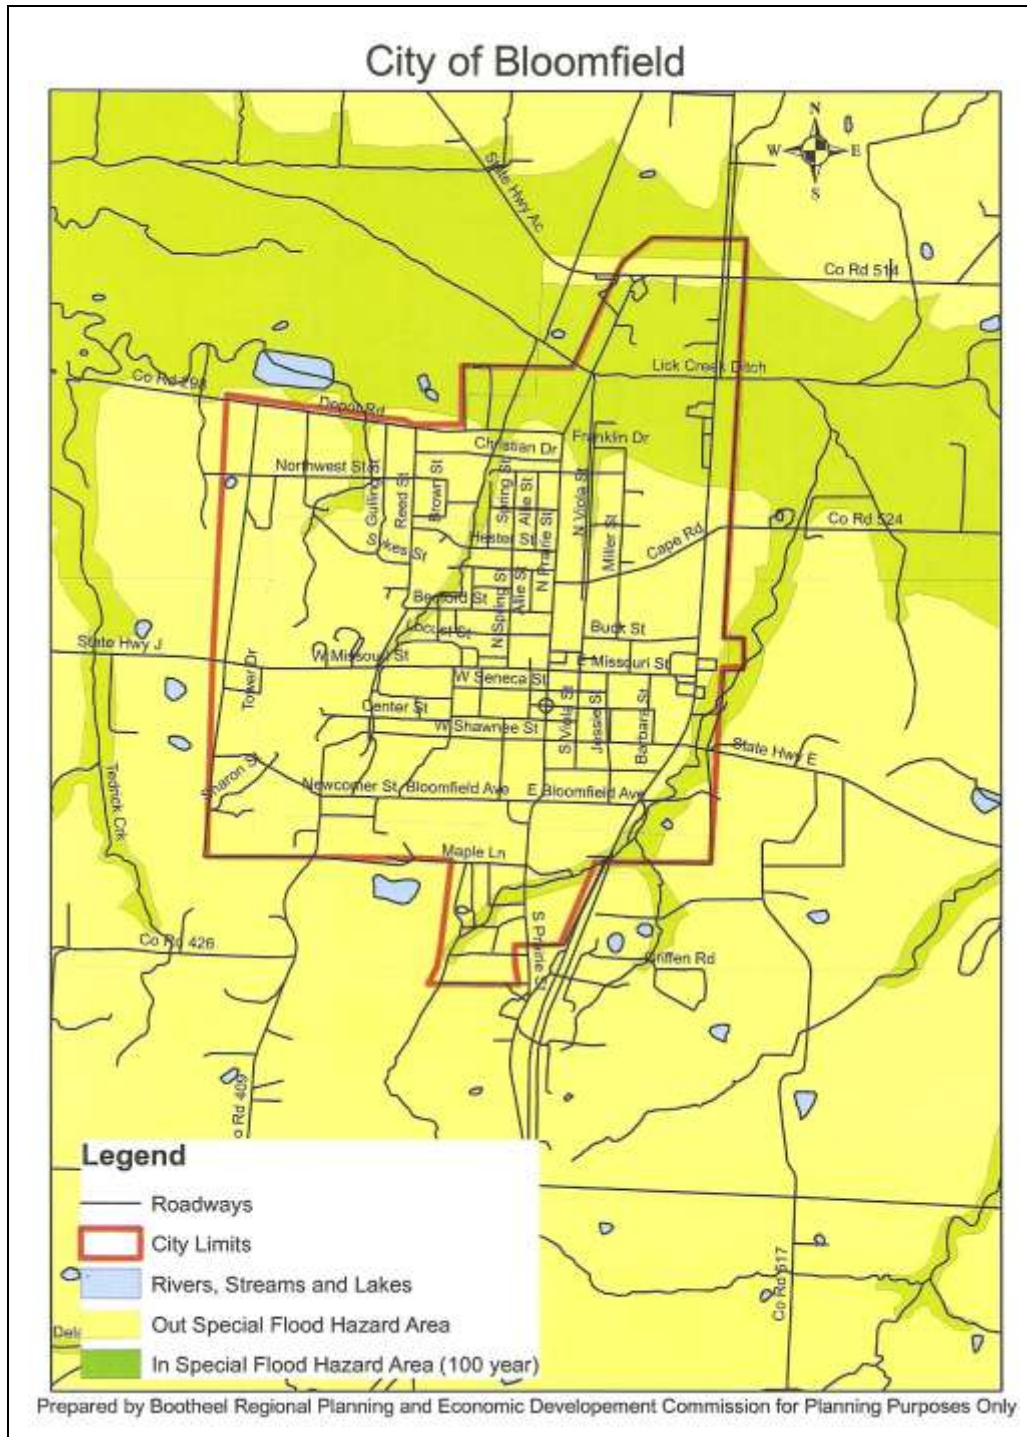 City of Bloomfield
N
W E
S
State Hwy Ac
Co Rd 514
Lick Creek Ditch
Co Rd 298
Depot Rd
Christian Dr
Franklin Dr
Northwest St
Gulling St
Reed St
Brown St
Spring St
Allie St
N Prairie St
N Viola St
Miller St
Cape Rd
Co Rd 524
Hester St
Sykes St
Allie St
N Spring St
Locust St
Buck St
State Hwy J
W Missouri St
E Missouri St
W Seneca St
Tower Dr
Center St
W Shawnee St
S Viola St
Jessie St
Barbara St
State Hwy E
Sharon St
Newcomer St
Bloomfield Ave
E Bloomfield Ave
Tedrick Crk
Maple Ln
S Prairie St
Co Rd 426
Griffen Rd
o Rd 409
Co Rd 517
Legend
Roadways
City Limits
Rivers, Streams and Lakes
Out Special Flood Hazard Area
In Special Flood Hazard Area (100 year)
Prepared by Bootheel Regional Planning and Economic Developement Commission for Planning Purposes Only